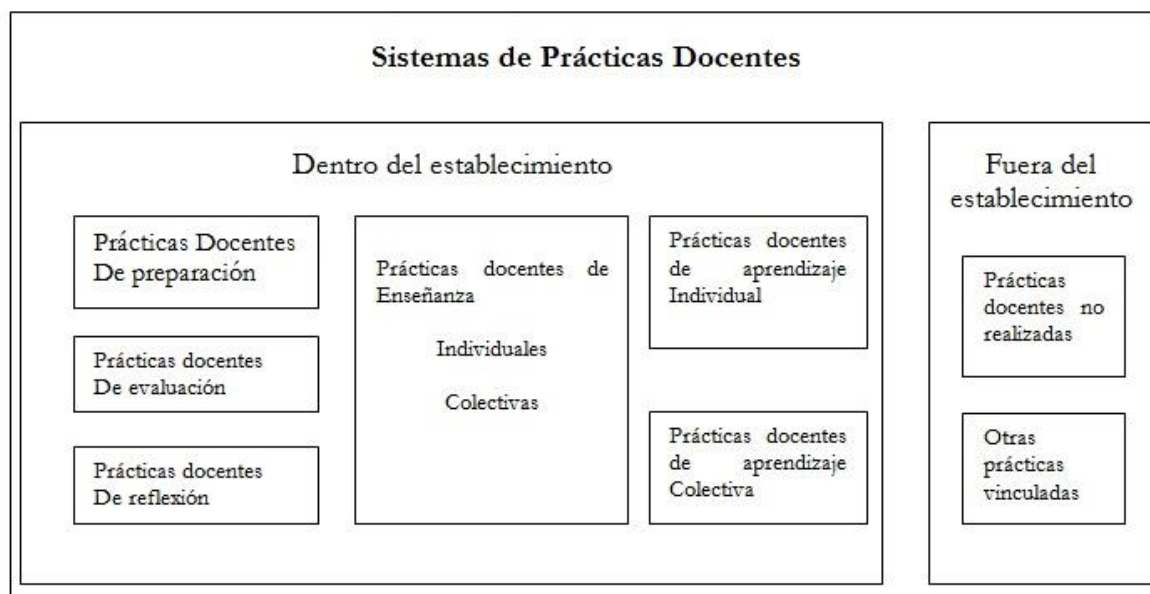 Sistemas de Prácticas Docentes
Dentro del establecimiento
Prácticas Docentes
De preparación
Prácticas docentes
De evaluación
Prácticas docentes
De reflexión
Prácticas docentes de
Enseñanza
Individuales
Colectivas
Prácticas docentes
de aprendizaje
Individual
Prácticas docentes
de aprendizaje
Colectiva
Fuera del
establecimiento
Prácticas
docentes no
realizadas
Otras
prácticas
vinculadas